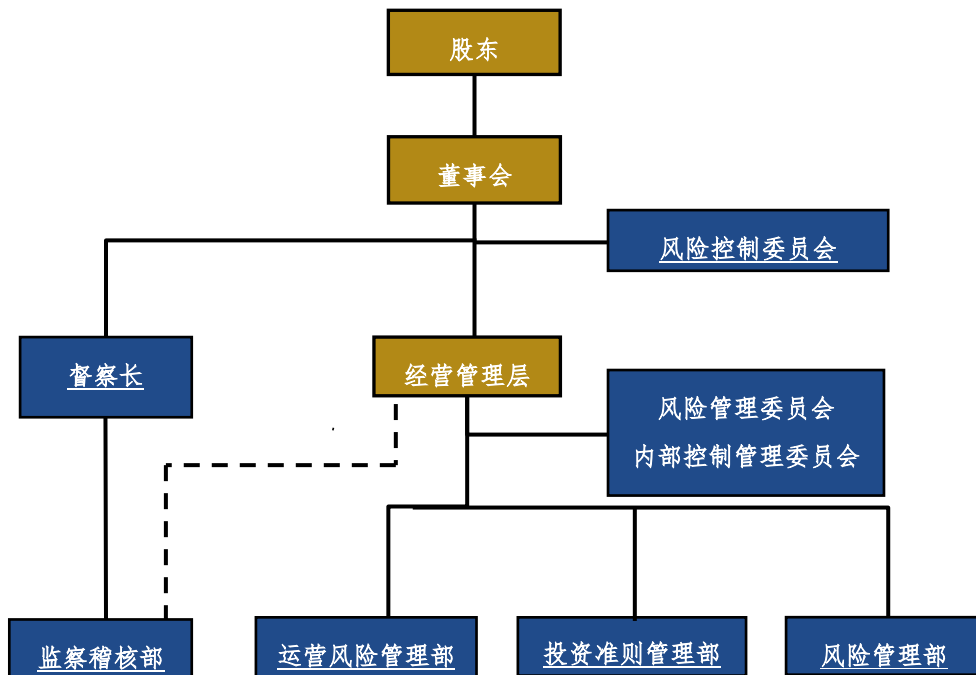 股东
董事会
风险控制委员会
督察长
经营管理层
风险管理委员会
内部控制管理委员会
监察稽核部
运营风险管理部
投资准则管理部
风险管理部